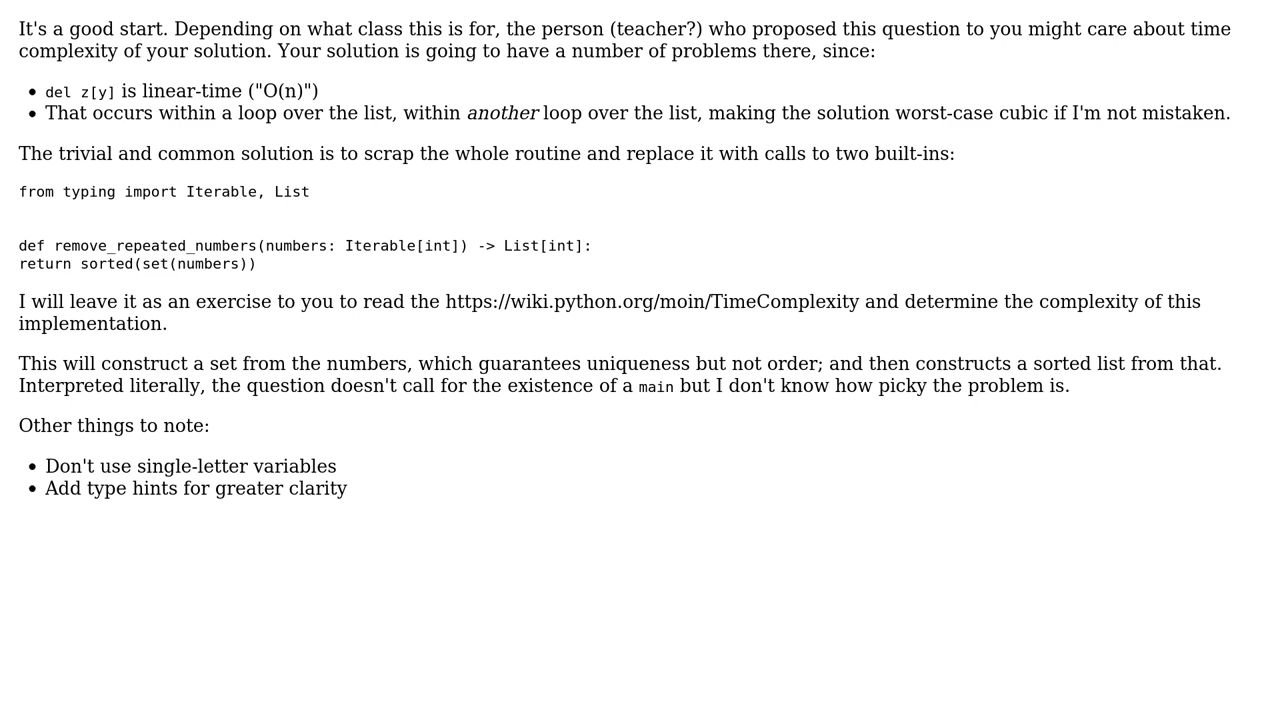 It's a good start. Depending on what class this is for, the person (teacher?) who proposed this question to you might care about time
complexity of your solution. Your solution is going to have a number of problems there, since:
• del z[y] is linear-time ("O(n)")
• That occurs within a loop over the list, within another loop over the list, making the solution worst-case cubic if I'm not mistaken.
The trivial and common solution is to scrap the whole routine and replace it with calls to two built-ins:
from typing import Iterable, List
def remove_repeated_numbers(numbers: Iterable[int]) -> List[int]:
return sorted(set(numbers))
I will leave it as an exercise to you to read the https://wiki.python.org/moin/TimeComplexity and determine the complexity of this
implementation.
This will construct a set from the numbers, which guarantees uniqueness but not order; and then constructs a sorted list from that.
Interpreted literally, the question doesn't call for the existence of a main but I don't know how picky the problem is.
Other things to note:
• Don't use single-letter variables
• Add type hints for greater clarity